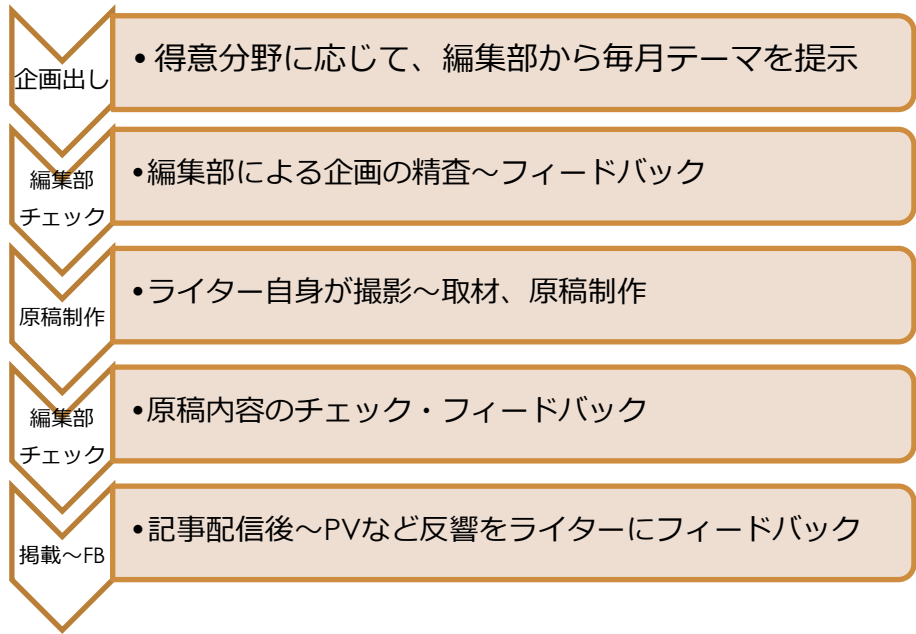 企画出し
• 得意分野に応じて、編集部から毎月テーマを提示
編集部
チェック
•編集部による企画の精査～フィードバック
原稿制作
•ライター自身が撮影～取材、原稿制作
編集部
チェック
•原稿内容のチェック・フィードバック
掲載～FB
•記事配信後～PVなど反響をライターにフィードバック